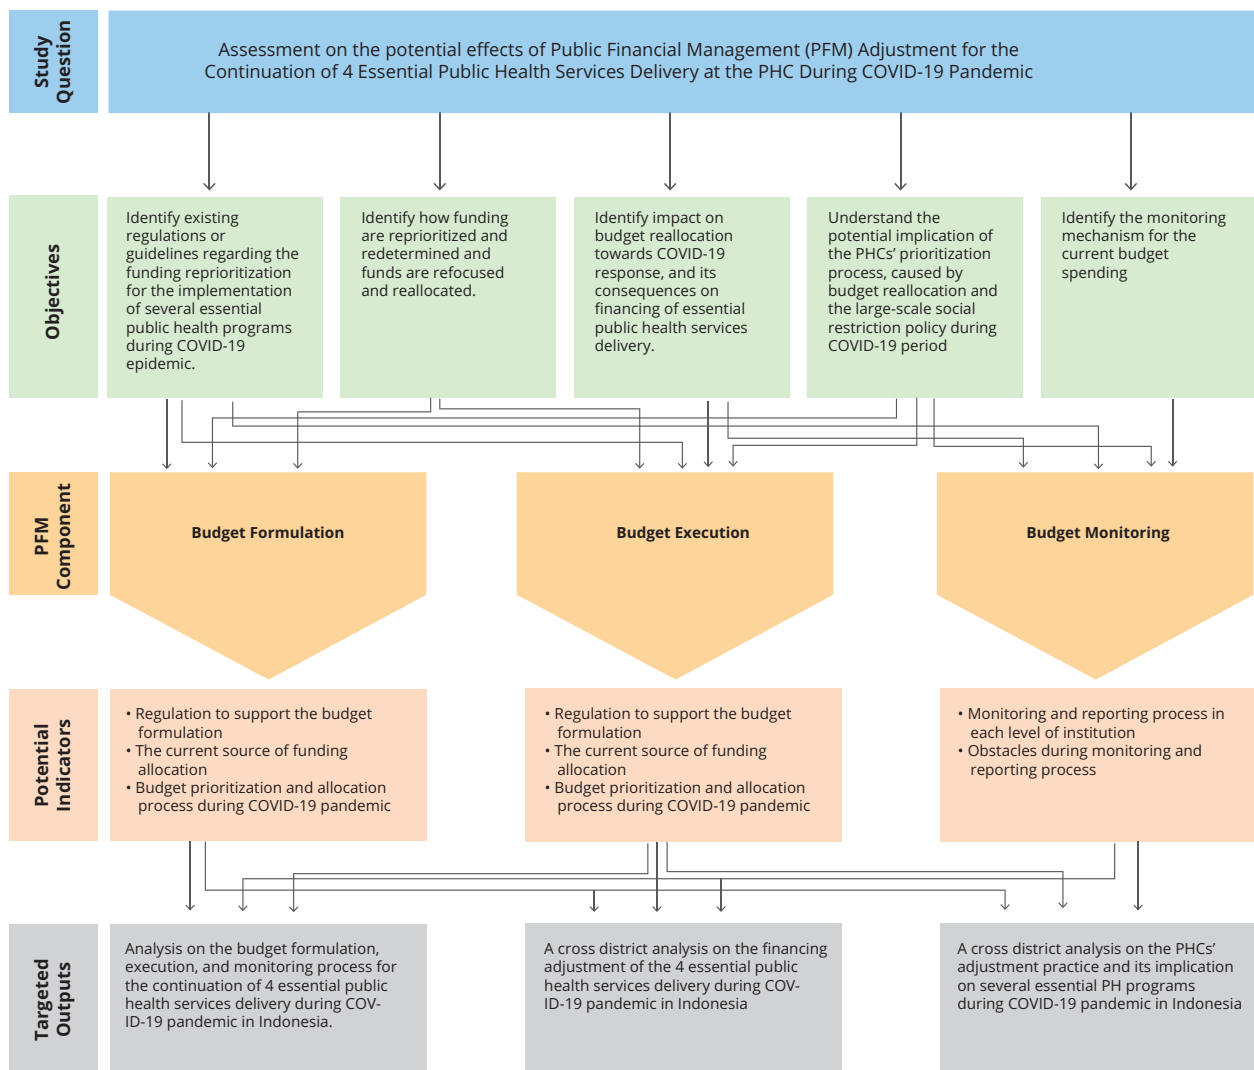 Study
Question
Assessment on the potential effects of Public Financial Management (PFM) Adjustment for the
Continuation of 4 Essential Public Health Services Delivery at the PHC During COVID-19 Pandemic
Objectives
Identify existing
regulations or
guidelines regarding the
funding reprioritization
for the implementation
of several essential
public health programs
during COVID-19
epidemic.
Identify how funding
are reprioritized and
redetermined and
funds are refocused
and reallocated.
Identify impact on
budget reallocation
towards COVID-19
response, and its
consequences on
financing of essential
public health services
delivery.
Understand the
potential implication of
the PHCs’ prioritization
process, caused by
budget reallocation and
the large-scale social
restriction policy during
COVID-19 period
Identify the monitoring
mechanism for the
current budget
spending
PFM
Component
Budget Formulation
Budget Execution
Budget Monitoring
Potential
Indicators
• Regulation to support the budget
formulation
• The current source of funding
allocation
• Budget prioritization and allocation
process during COVID-19 pandemic
• Regulation to support the budget
formulation
• The current source of funding
allocation
• Budget prioritization and allocation
process during COVID-19 pandemic
• Monitoring and reporting process in
each level of institution
• Obstacles during monitoring and
reporting process
Targeted
Outputs
Analysis on the budget formulation,
execution, and monitoring process for
the continuation of 4 essential public
health services delivery during COV-
ID-19 pandemic in Indonesia.
A cross district analysis on the financing
adjustment of the 4 essential public
health services delivery during COV-
ID-19 pandemic in Indonesia
A cross district analysis on the PHCs’
adjustment practice and its implication
on several essential PH programs
during COVID-19 pandemic in Indonesia